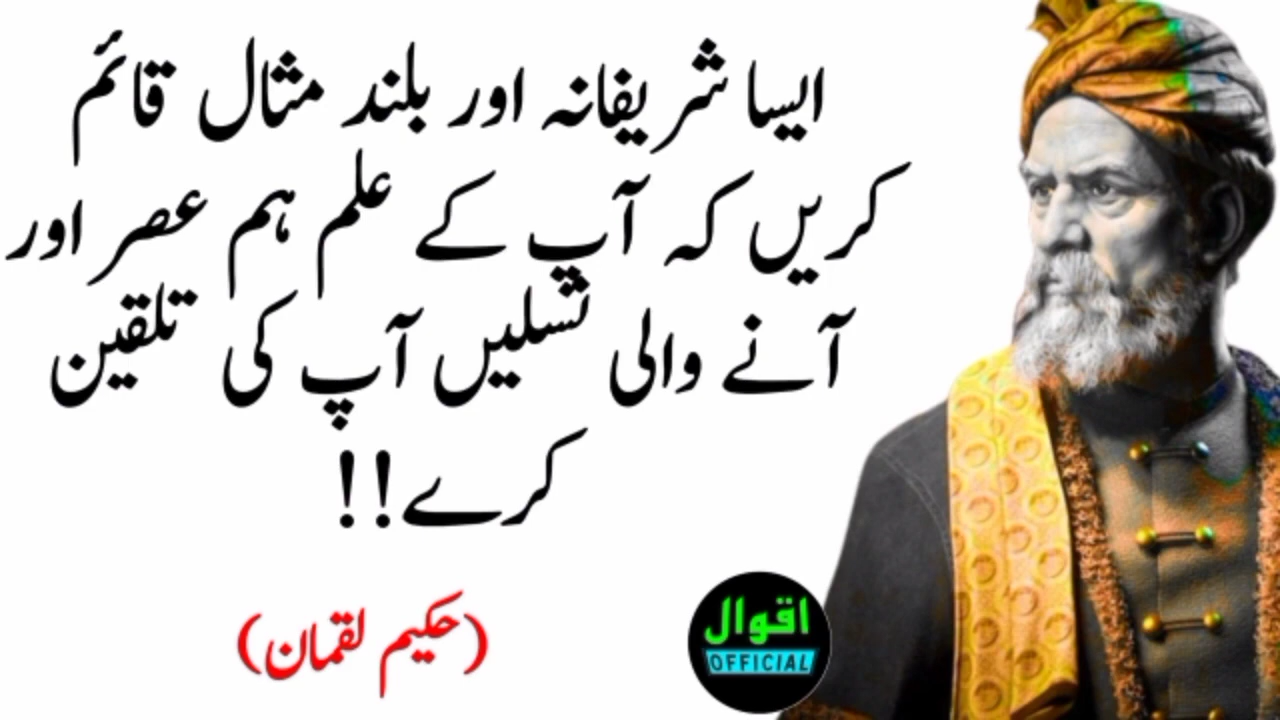 ایسا شریفانہ اور بلند مثال قائم
کریں کہ آپ کے علم ہم عصر اور
آنے والی نسلیں آپ کی تلقین
کرے!!
(حکیم لقمان)
اقوال
OFFICIAL